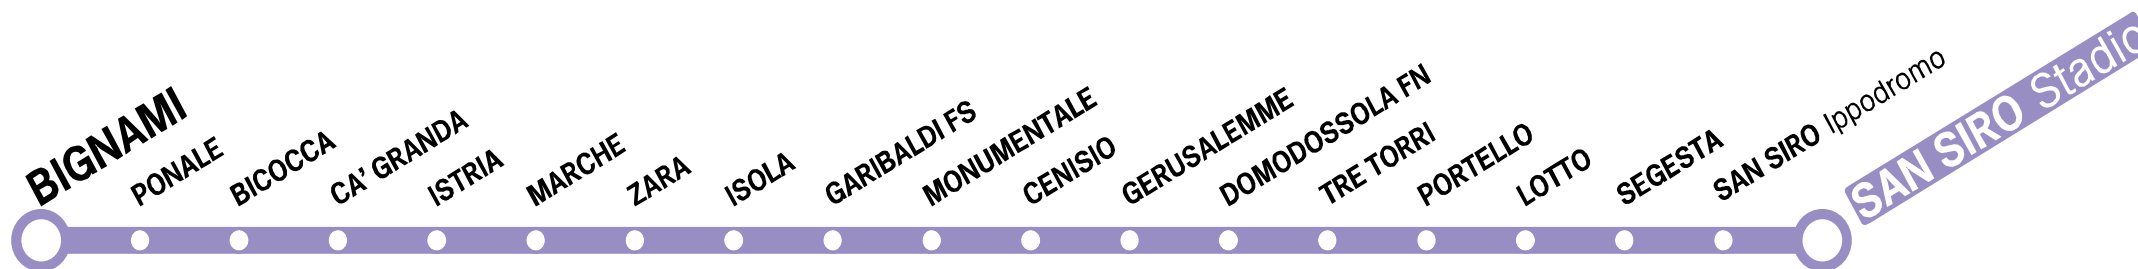 BIGNAMI
PONALE
BICOCCA
CA’ GRANDA
ISTRIA
MARCHE
ZARA
ISOLA
GARIBALDI FS
MONUMENTALE
CENISIO
GERUSALEMME
DOMODOSSOLA FN
TRE TORRI
PORTELLO
LOTTO
SEGESTA
SAN SIRO Ippodromo
SAN SIRO Stadio